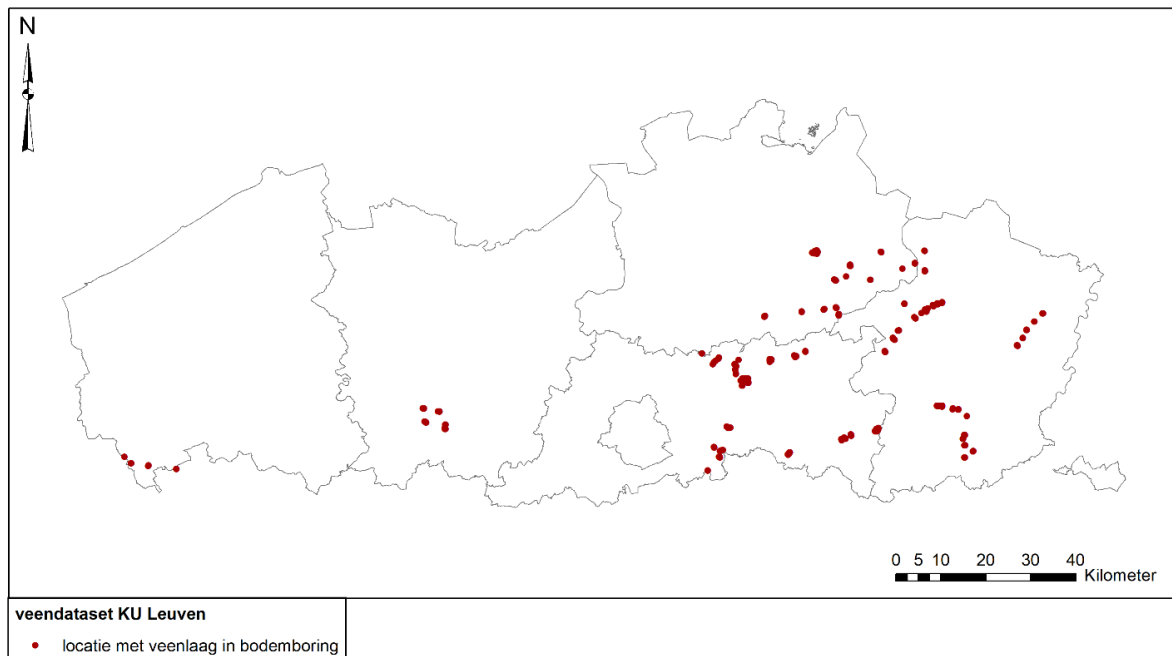 N
0 5 10 20 30 40
Kilometer
veendataset KU Leuven
locatie met veenlaag in bodemboring